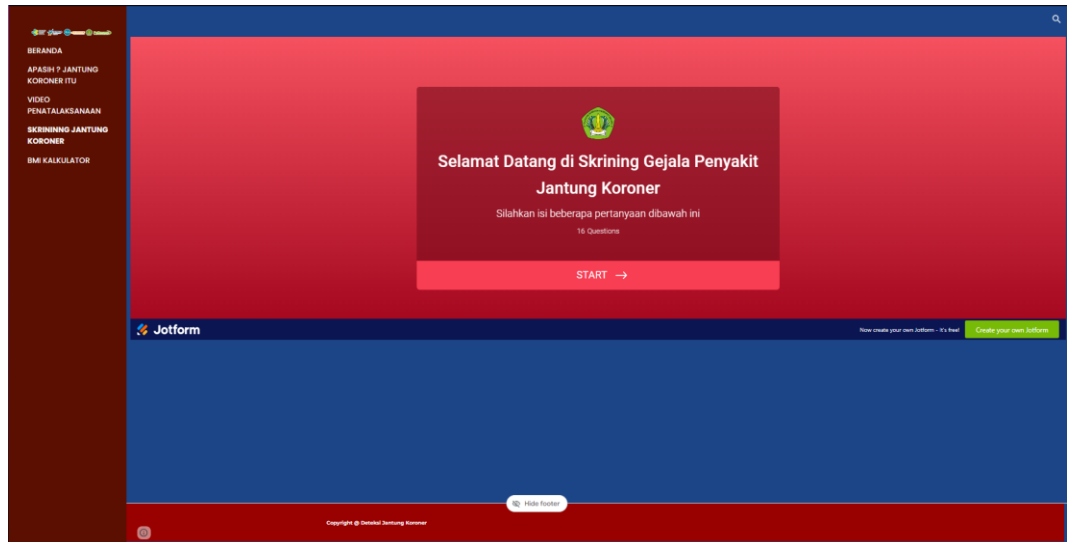 BERANDA
APASIH ? JANTUNG
KORONER ITU
VIDEO
PENATALAKSANAAN
SKRININNG JANTUNG
KORONER
BMI KALKULATOR
Selamat Datang di Skrining Gejala Penyakit
Jantung Koroner
Silahkan isi beberapa pertanyaan dibawah ini
16 Questions
START →
Jotform
Now create your own Jotform - It's free!
Create your own Jotform
Hide footer
Copyright @ Deteksi Jantung Koroner